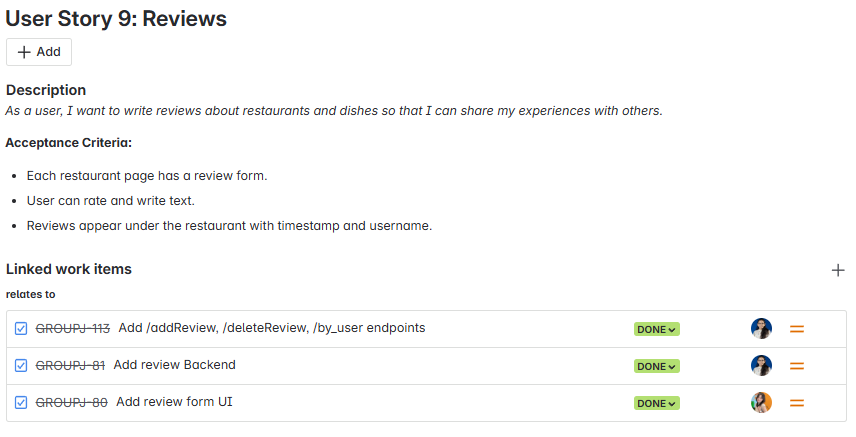 User Story 9: Reviews
Add
Description
As a user, I want to write reviews about restaurants and dishes so that I can share my experiences with others.
Acceptance Criteria:
Each restaurant page has a review form.
User can rate and write text.
Reviews appear under the restaurant with timestamp and username.
Linked work items
relates to
GROUPJ-113 Add /addReview, /deleteReview, /by_user endpoints DONE
GROUPJ-81 Add review Backend DONE
GROUPJ-80 Add review form UI DONE